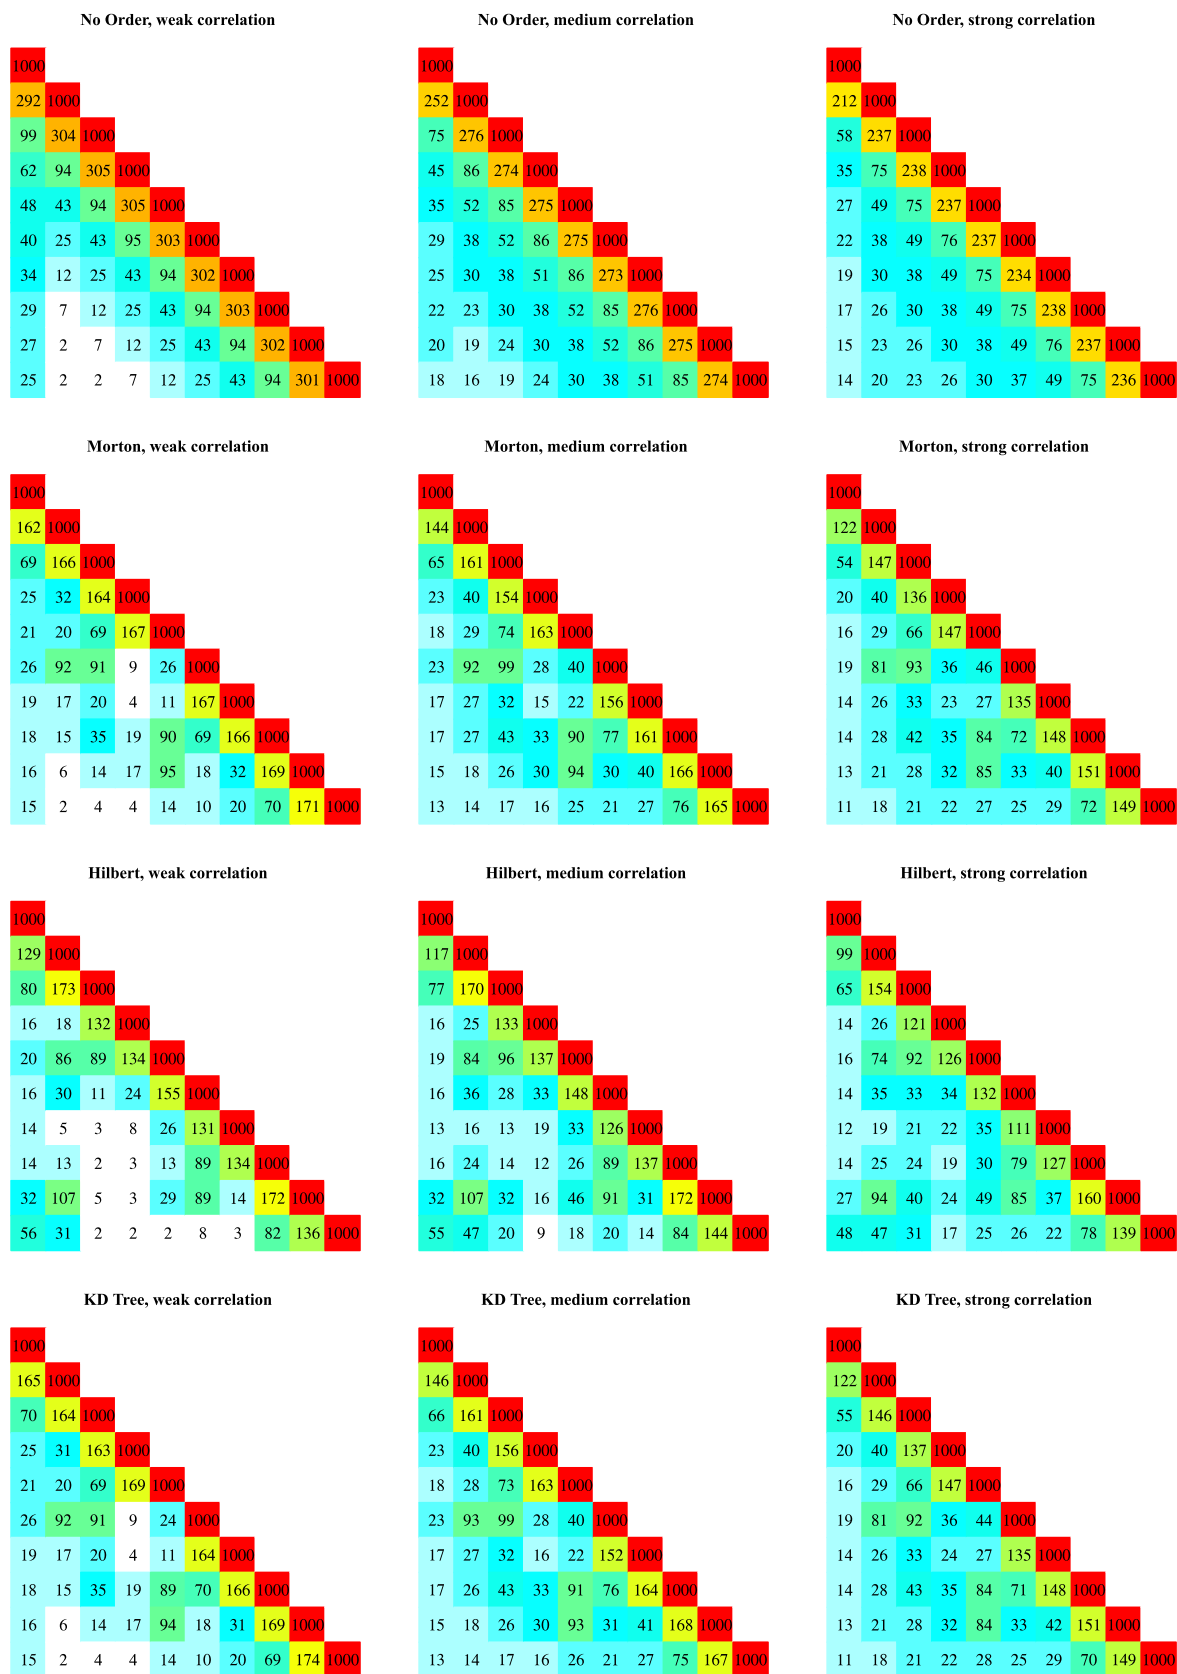 No Order, weak correlation No Order, medium correlation No Order, strong correlation
1000 1000 1000
292 1000 252 1000 212 1000
99 304 1000 75 276 1000 58 237 1000
62 94 305 1000 45 86 274 1000 35 75 238 1000
48 43 94 305 1000 35 52 85 275 1000 27 49 75 237 1000
40 25 43 95 303 1000 29 38 52 86 275 1000 22 38 49 76 237 1000
34 12 25 43 94 302 1000 25 30 38 51 86 273 1000 19 30 38 49 75 234 1000
29 7 12 25 43 94 303 1000 22 23 30 38 52 85 276 1000 17 26 30 38 49 75 238 1000
27 2 7 12 25 43 94 302 1000 20 19 24 30 38 52 86 275 1000 15 23 26 30 38 49 76 237 1000
25 2 2 7 12 25 43 94 301 1000 18 16 19 24 30 38 51 85 274 1000 14 20 23 26 30 37 49 75 236 1000
Morton, weak correlation Morton, medium correlation Morton, strong correlation
1000 1000 1000
162 1000 144 1000 122 1000
69 166 1000 65 161 1000 54 147 1000
25 32 164 1000 23 40 154 1000 20 40 136 1000
21 20 69 167 1000 18 29 74 163 1000 16 29 66 147 1000
26 92 91 9 26 1000 23 92 99 28 40 1000 19 81 93 36 46 1000
19 17 20 4 11 167 1000 17 27 32 15 22 156 1000 14 26 33 23 27 135 1000
18 15 35 19 90 69 166 1000 17 27 43 33 90 77 161 1000 14 28 42 35 84 72 148 1000
16 6 14 17 95 18 32 169 1000 15 18 26 30 94 30 40 166 1000 13 21 28 32 85 33 40 151 1000
15 2 4 4 14 10 20 70 171 1000 13 14 17 16 25 21 27 76 165 1000 11 18 21 22 27 25 29 72 149 1000
Hilbert, weak correlation Hilbert, medium correlation Hilbert, strong correlation
1000 1000 1000
129 1000 117 1000 99 1000
80 173 1000 77 170 1000 65 154 1000
16 18 132 1000 16 25 133 1000 14 26 121 1000
20 86 89 134 1000 19 84 96 137 1000 16 74 92 126 1000
16 30 11 24 155 1000 16 36 28 33 148 1000 14 35 33 34 132 1000
14 5 3 8 26 131 1000 13 16 13 19 33 126 1000 12 19 21 22 35 111 1000
14 13 2 3 13 89 134 1000 16 24 14 12 26 89 137 1000 14 25 24 19 30 79 127 1000
32 107 5 3 29 89 14 172 1000 32 107 32 16 46 91 31 172 1000 27 94 40 24 49 85 37 160 1000
56 31 2 2 2 8 3 82 136 1000 55 47 20 9 18 20 14 84 144 1000 48 47 31 17 25 26 22 78 139 1000
KD Tree, weak correlation KD Tree, medium correlation KD Tree, strong correlation
1000 1000 1000
165 1000 146 1000 122 1000
70 164 1000 66 161 1000 55 146 1000
25 31 163 1000 23 40 156 1000 20 40 137 1000
21 20 69 169 1000 18 28 73 163 1000 16 29 66 147 1000
26 92 91 9 24 1000 23 93 99 28 40 1000 19 81 92 36 44 1000
19 17 20 4 11 164 1000 17 27 32 16 22 152 1000 14 26 33 24 27 135 1000
18 15 35 19 89 70 166 1000 17 26 43 33 91 76 164 1000 14 28 43 35 84 71 148 1000
16 6 14 17 94 18 31 169 1000 15 18 26 30 93 31 41 168 1000 13 21 28 32 84 33 42 151 1000
15 2 4 4 14 10 20 69 174 1000 13 14 17 16 26 21 27 75 167 1000 11 18 21 22 28 25 29 70 149 1000